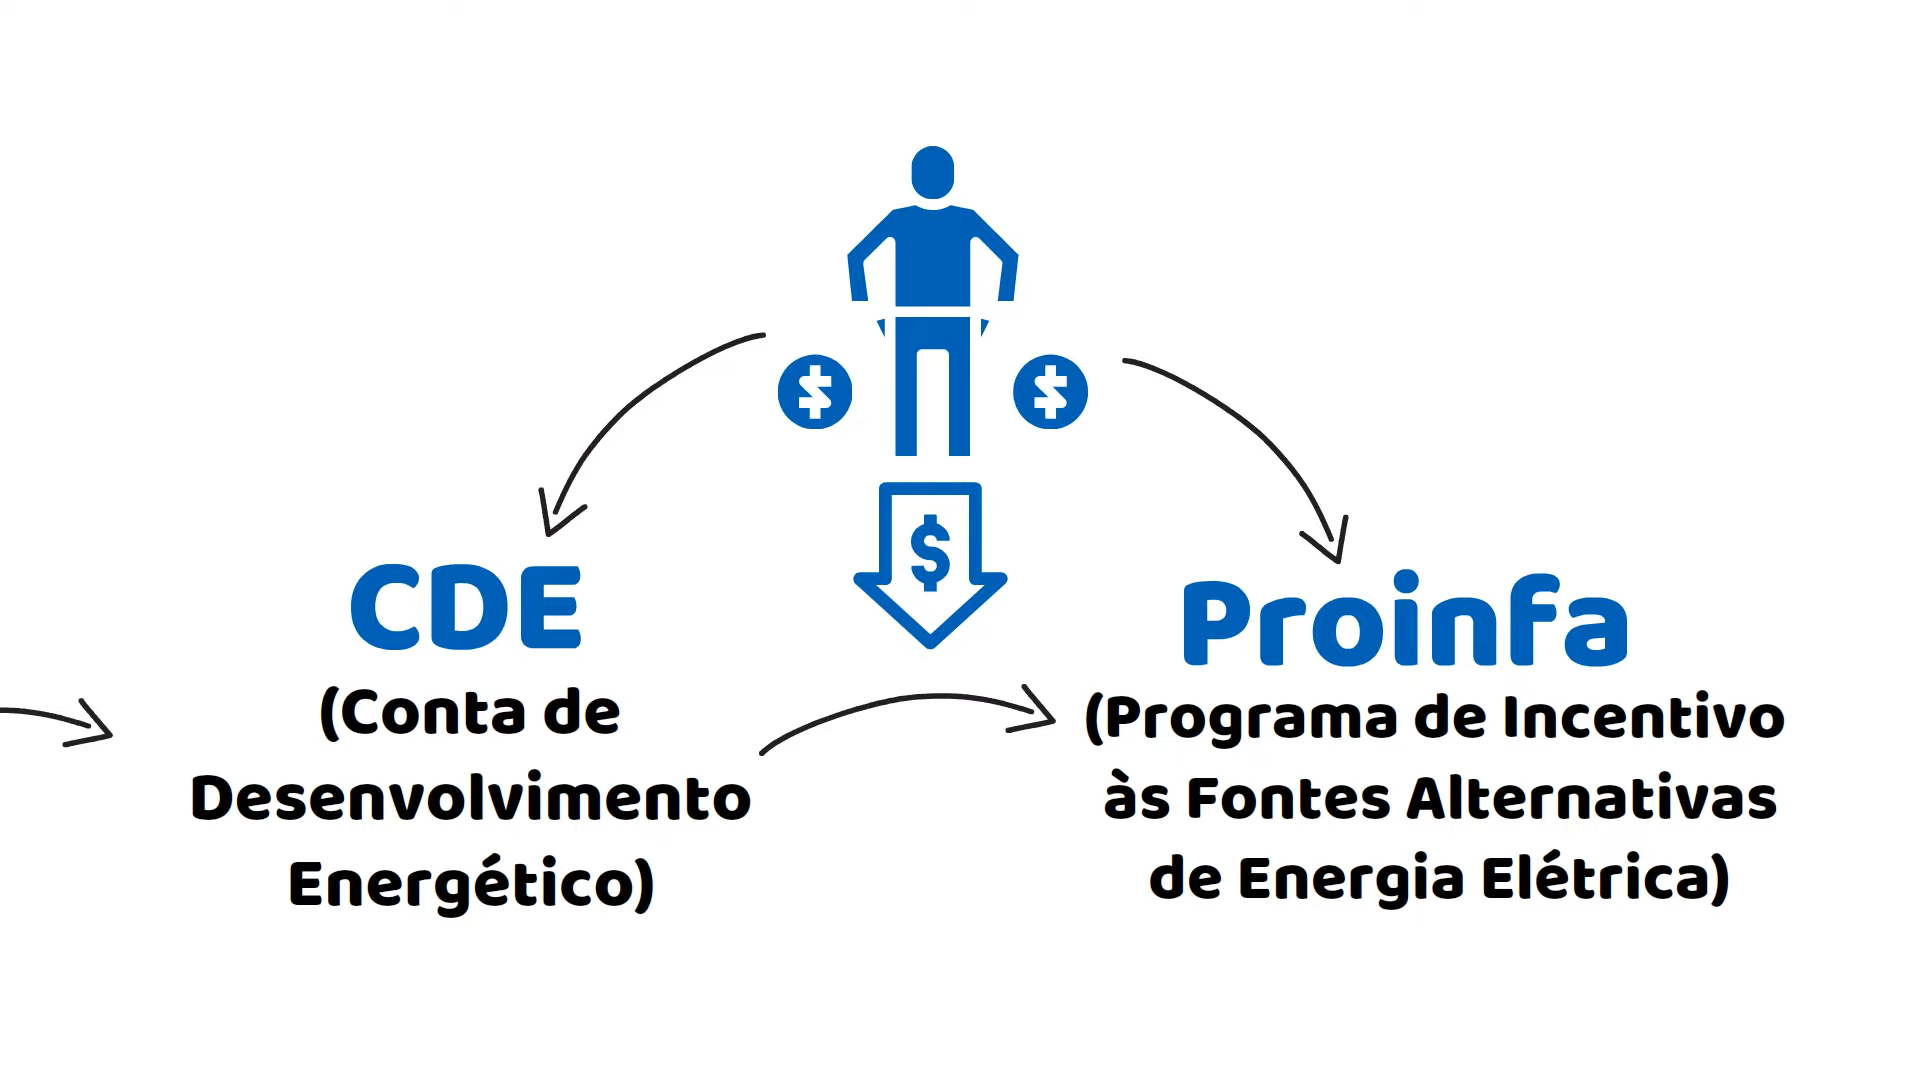 CDE
(Conta de
Desenvolvimento
Energético)
$
$
$
Proinfa
(Programa de Incentivo
às Fontes Alternativas
de Energia Elétrica)